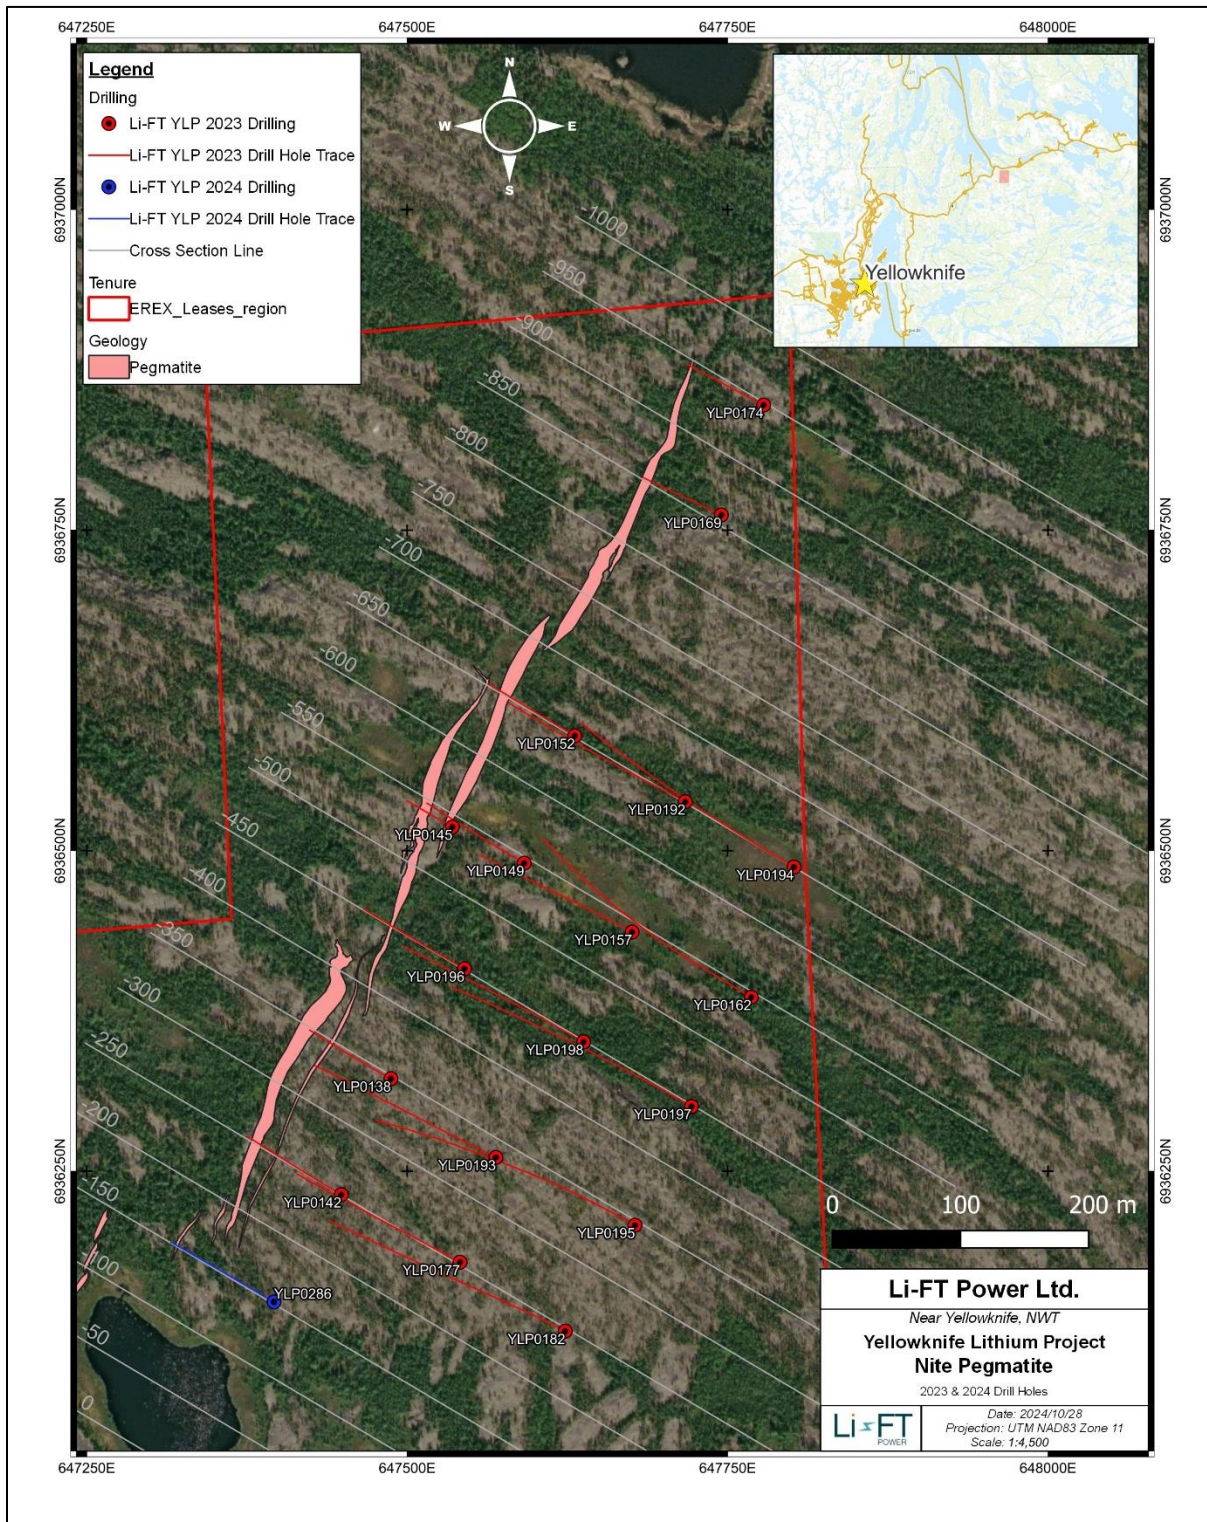 647250E 647500E 647750E 648000E
Legend
Drilling
Li-FT YLP 2023 Drilling
Li-FT YLP 2023 Drill Hole Trace
Li-FT YLP 2024 Drilling
Li-FT YLP 2024 Drill Hole Trace
Cross Section Line
Tenure
EREX_Leases_region
Geology
Pegmatite
N
W E
S
Yellowknife
6937000N 6937000N
-1000
-950
-900
-850
-800
-750
-700
-650
-600
-550
-500
-450
-400
-350
-300
-250
-200
-150
-100
-50
0
YLP0174
YLP0169
6936750N 6936750N
YLP0152
YLP0192
YLP0145
YLP0149
YLP0194
6936500N 6936500N
YLP0157
YLP0196
YLP0162
YLP0198
YLP0138
YLP0197
YLP0193
6936250N 6936250N
YLP0142
YLP0195
YLP0177
YLP0286
YLP0182
0 100 200 m
Li-FT Power Ltd.
Near Yellowknife, NWT
Yellowknife Lithium Project
Nite Pegmatite
2023 & 2024 Drill Holes
Li-FT
POWER
Date: 2024/10/28
Projection: UTM NAD83 Zone 11
Scale: 1:4,500
647250E 647500E 647750E 648000E